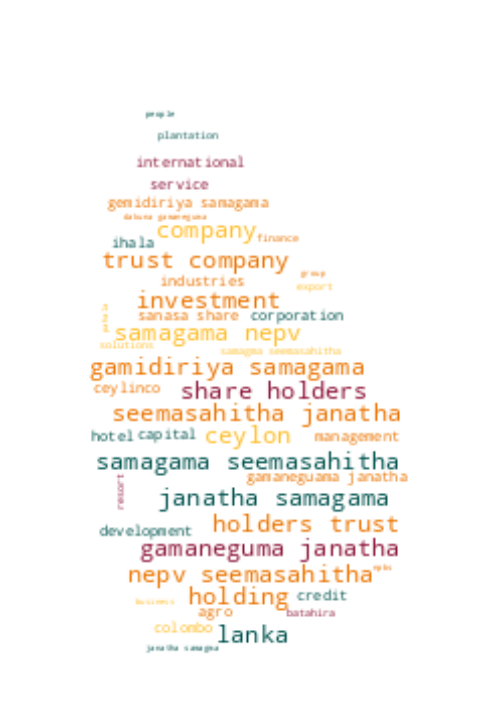 people
plantation
international
service
gemidiriya samagama
dakuna gamaneguma
company
finance
ihala
trust company
group
industries
export
investment
sanasa share corporation
samagama nepv
solutions
samagma seemasahitha
gamidiriya samagama
ceylinco share holders
seemasahitha janatha
hotel capital ceylon management
samagama seemasahitha
gamaneguama janatha
resort
janatha samagama
holders trust
development
gamaneguma janatha
nepv seemasahitha
holding credit
business
agro batahira
colombo lanka
janatha samagma